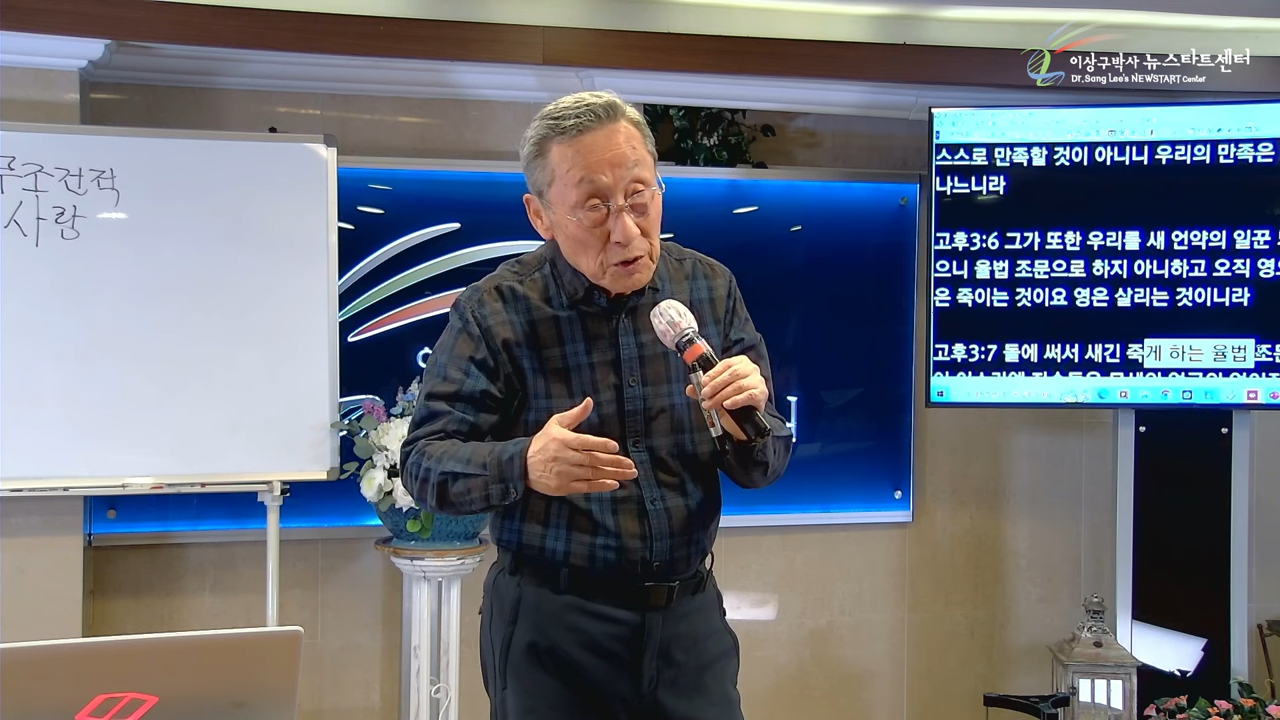 이상구박사 뉴스타트센터
Dr. Sang Lee's NEWSTART Center
무조건적
사랑
스스로 만족할 것이 아니니 우리의 만족은
나느니라
고후3:6 그가 또한 우리를 새 언약의 일꾼
으니 율법 조문으로 하지 아니하고 오직
은 죽이는 것이요 영은 살리는 것이니라
고후3:7 돌에 써서 새긴 죽게 하는 율법